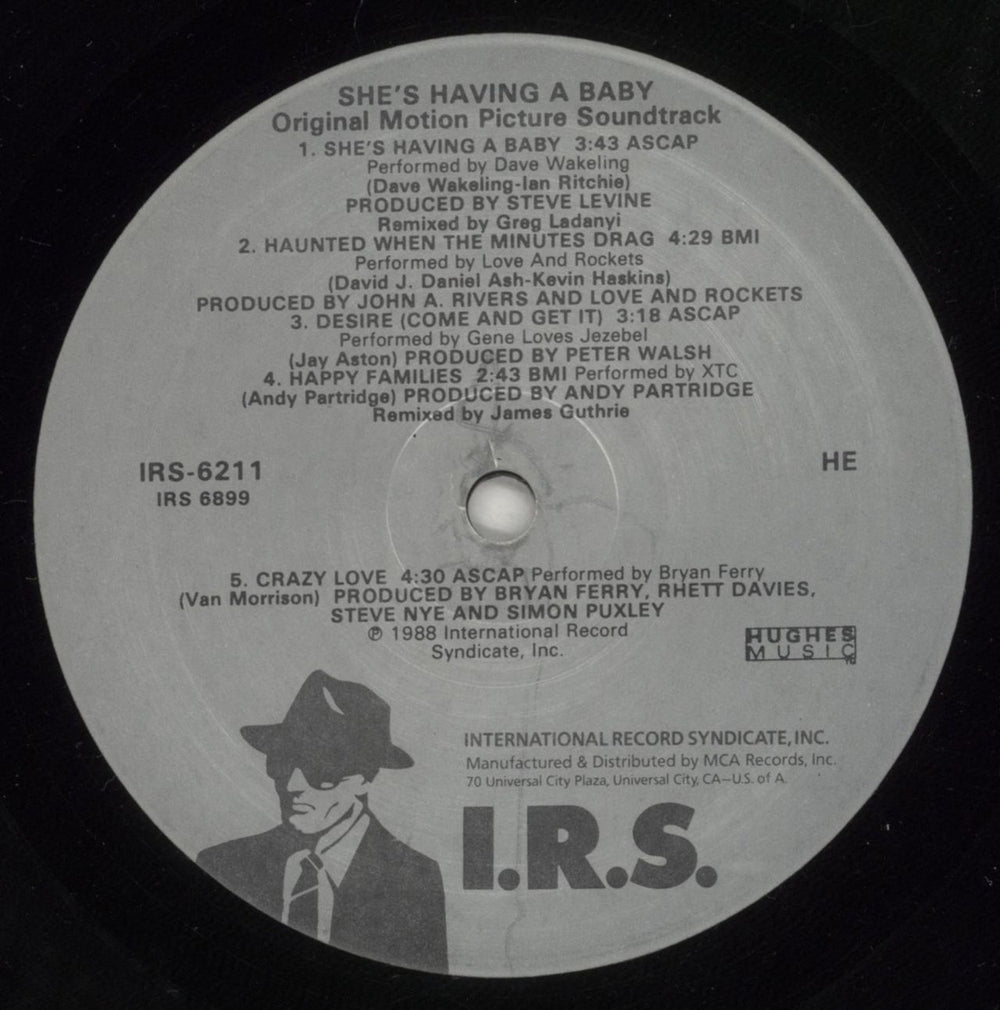 SHE'S HAVING A BABY
Original Motion Picture Soundtrack
1. SHE'S HAVING A BABY 3:43 ASCAP
Performed by Dave Wakeling
(Dave Wakeling-Ian Ritchie)
PRODUCED BY STEVE LEVINE
Remixed by Greg Ladanyi
2. HAUNTED WHEN THE MINUTES DRAG 4:29 BMI
Performed by Love And Rockets
(David J. Daniel Ash-Kevin Haskins)
PRODUCED BY JOHN A. RIVERS AND LOVE AND ROCKETS
3. DESIRE (COME AND GET IT) 3:18 ASCAP
Performed by Gene Loves Jezebel
(Jay Aston) PRODUCED BY PETER WALSH
4. HAPPY FAMILIES 2:43 BMI Performed by XTC
(Andy Partridge) PRODUCED BY ANDY PARTRIDGE
Remixed by James Guthrie
IRS-6211
IRS 6899
HE
5. CRAZY LOVE 4:30 ASCAP Performed by Bryan Ferry
(Van Morrison) PRODUCED BY BRYAN FERRY, RHETT DAVIES,
STEVE NYE AND SIMON PUXLEY
℗ 1988 International Record
Syndicate, Inc.
HUGHES
MUSIC
INTERNATIONAL RECORD SYNDICATE, INC.
Manufactured & Distributed by MCA Records, Inc.
70 Universal City Plaza, Universal City, CA—U.S. of A.
I.R.S.